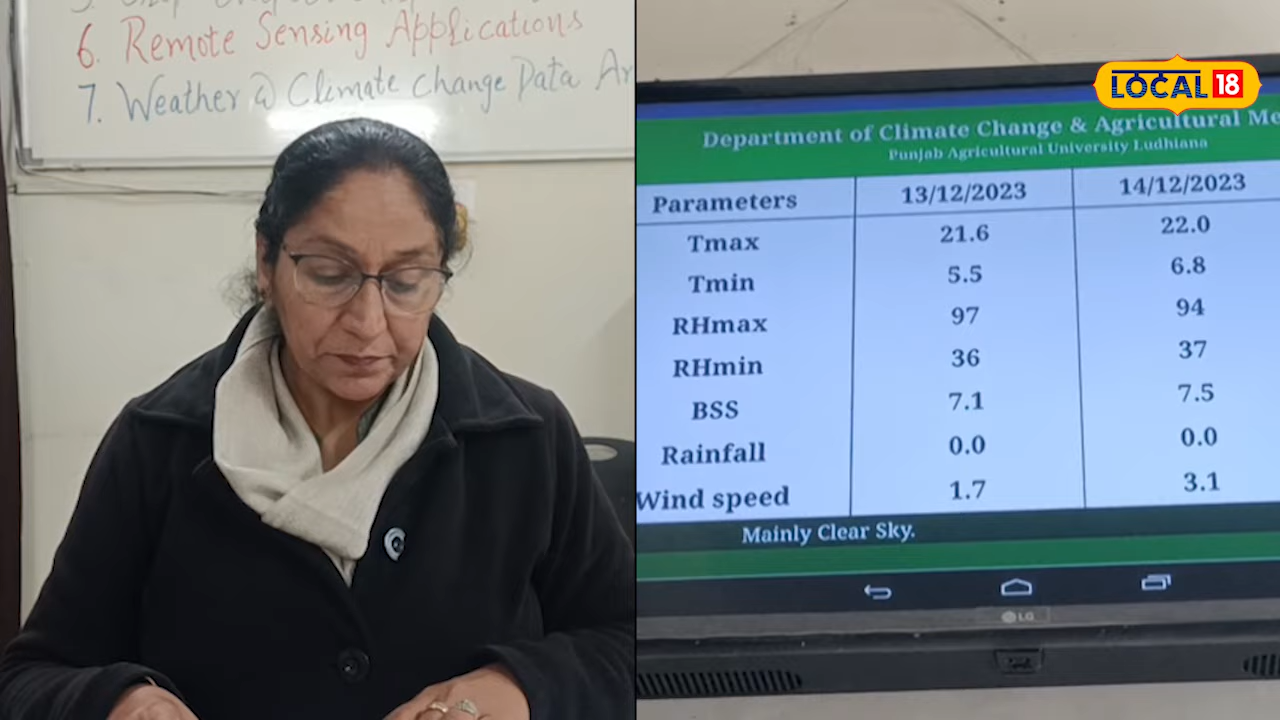 6. Remote Sensing Applications
7. Weather @ Climate Change Data
LOCAL 18
Department of Climate Change & Agricultural
Punjab Agricultural University Ludhiana
Parameters 13/12/2023 14/12/2023
Tmax 21.6 22.0
Tmin 5.5 6.8
RHmax 97 94
RHmin 36 37
BSS 7.1 7.5
Rainfall 0.0 0.0
Wind speed 1.7 3.1
Mainly Clear Sky.
LG